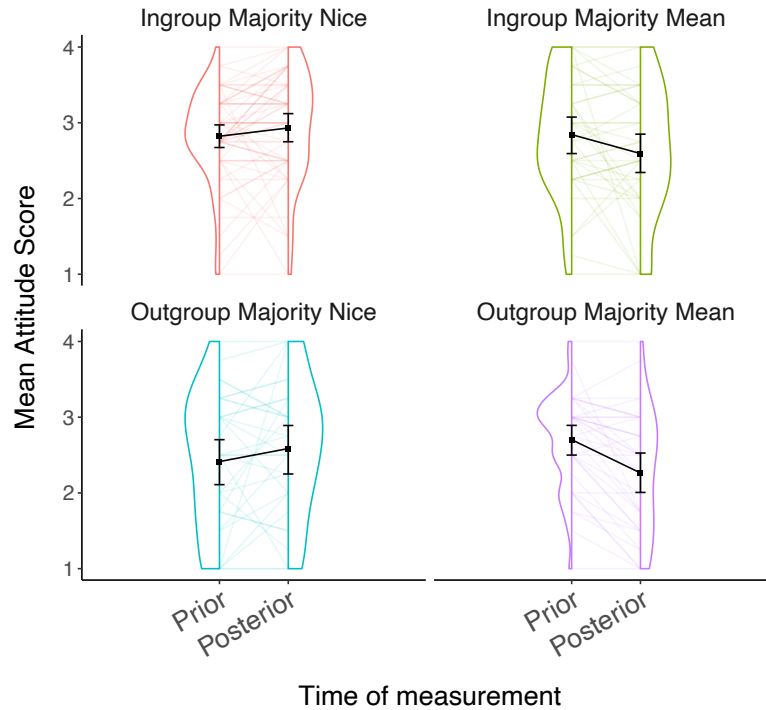 Ingroup Majority Nice
Ingroup Majority Mean
4
3
2
1
Outgroup Majority Nice
Outgroup Majority Mean
4
3
2
1
Mean Attitude Score
Prior
Posterior
Prior
Posterior
Time of measurement